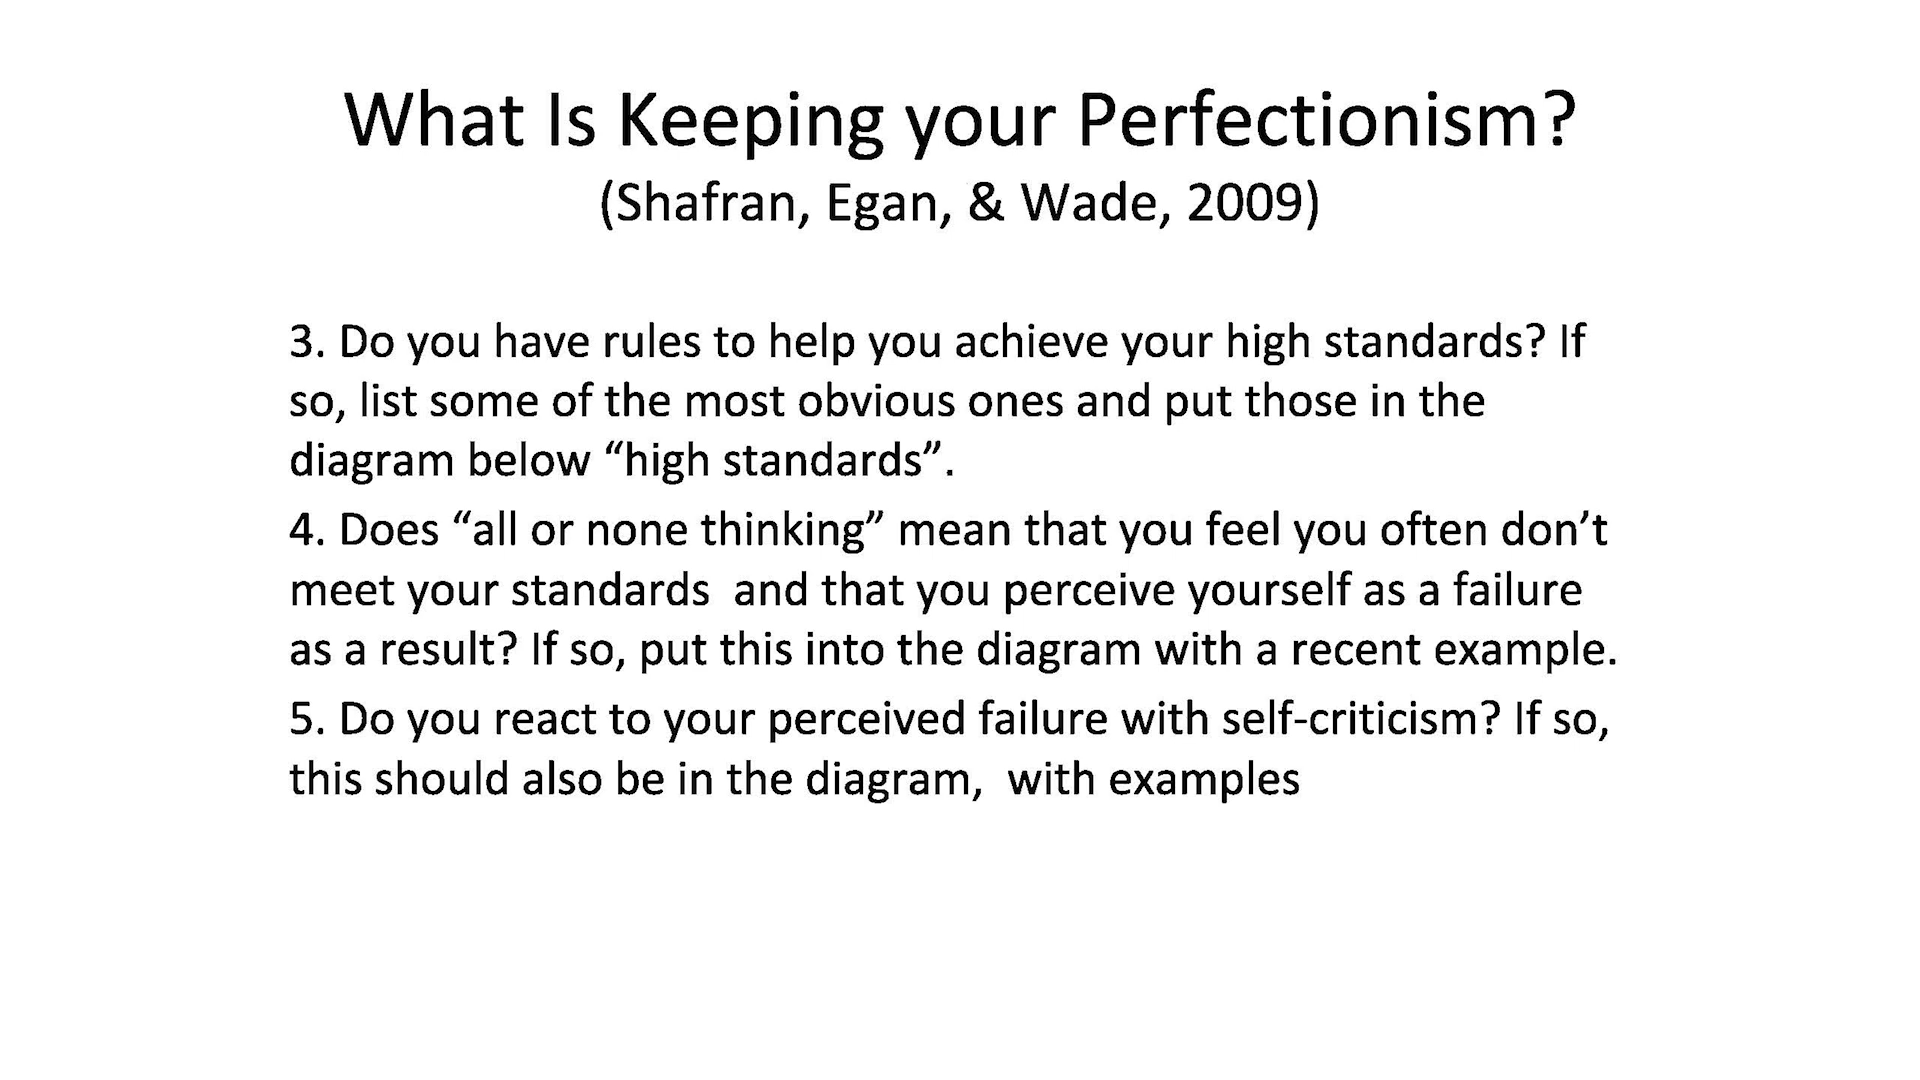 What Is Keeping your Perfectionism?
(Shafran, Egan, & Wade, 2009)
3. Do you have rules to help you achieve your high standards? If
so, list some of the most obvious ones and put those in the
diagram below “high standards”.
4. Does “all or none thinking” mean that you feel you often don’t
meet your standards  and that you perceive yourself as a failure
as a result? If so, put this into the diagram with a recent example.
5. Do you react to your perceived failure with self-criticism? If so,
this should also be in the diagram,  with examples